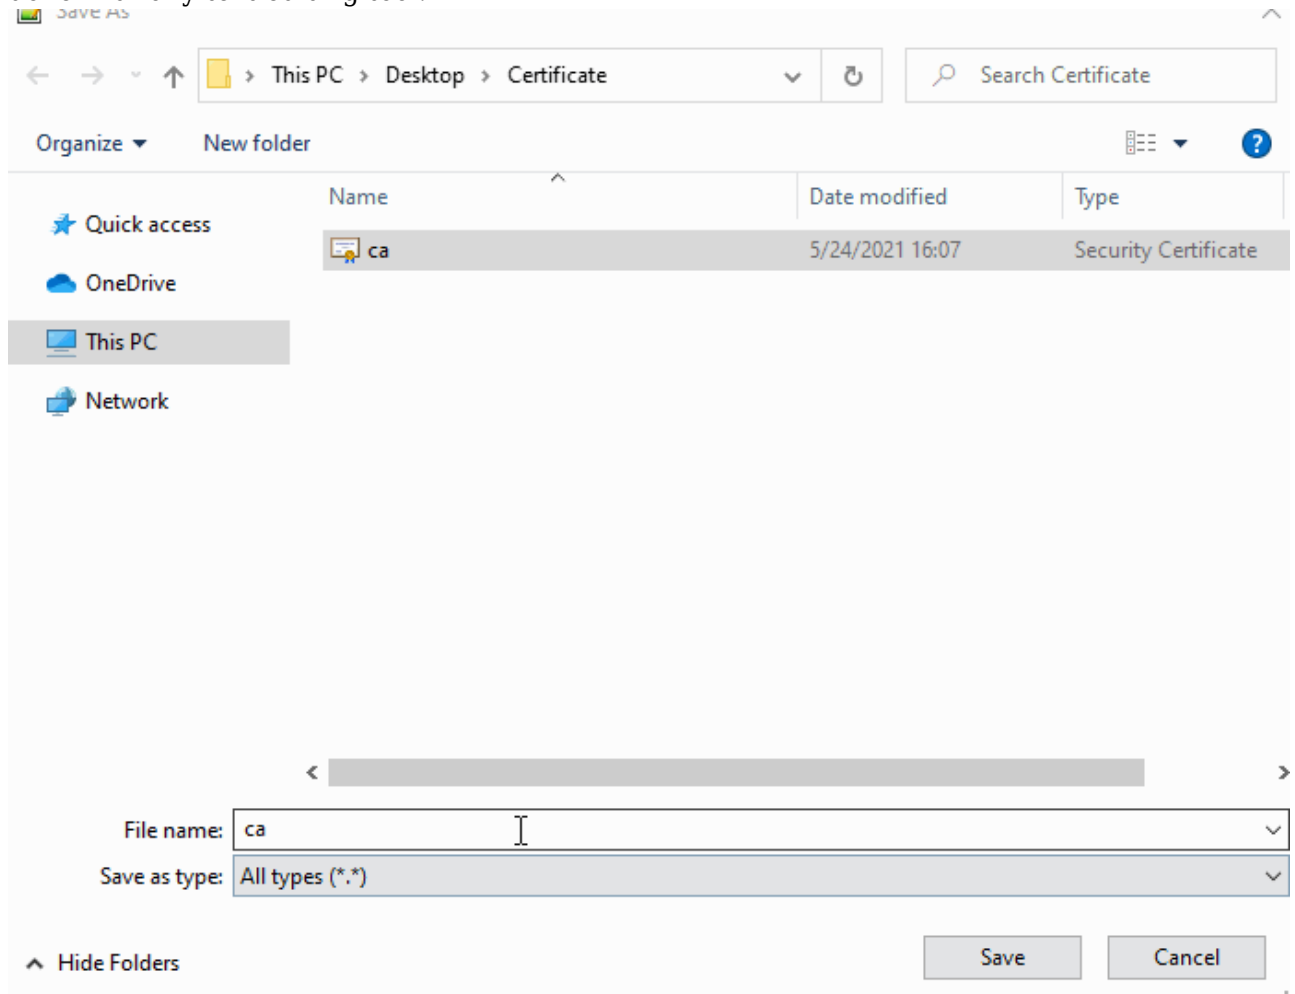 Save As
This PC > Desktop > Certificate
Search Certificate
Organize
New folder
?
Name
Date modified
Type
Quick access
ca
5/24/2021 16:07
Security Certificate
OneDrive
This PC
Network
File name: ca
Save as type: All types (*.*)
Hide Folders
Save
Cancel